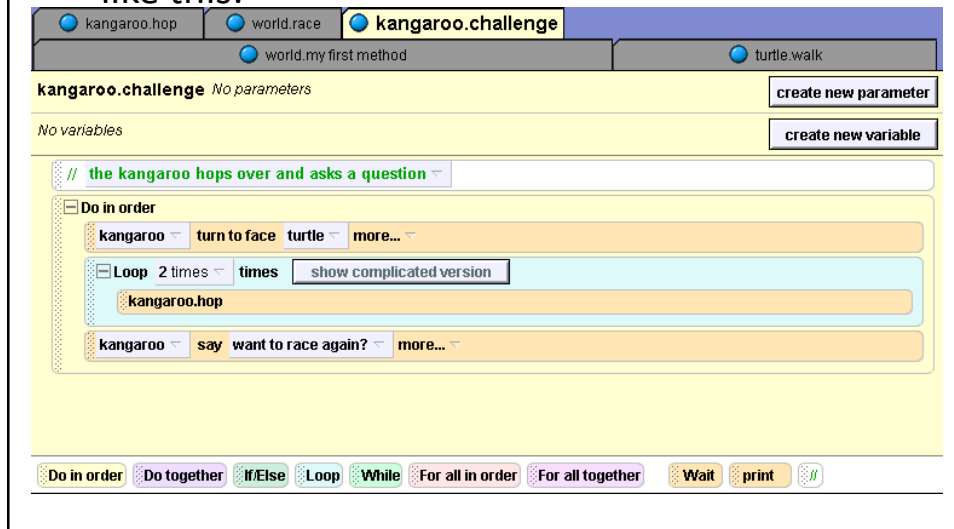 like this:
kangaroo.hop world.race kangaroo.challenge
world.my first method turtle.walk
kangaroo.challenge No parameters create new parameter
No variables create new variable
// the kangaroo hops over and asks a question
Do in order
kangaroo turn to face turtle more...
Loop 2 times times show complicated version
kangaroo.hop
kangaroo say want to race again? more...
Do in order Do together If/Else Loop While For all in order For all together Wait print //